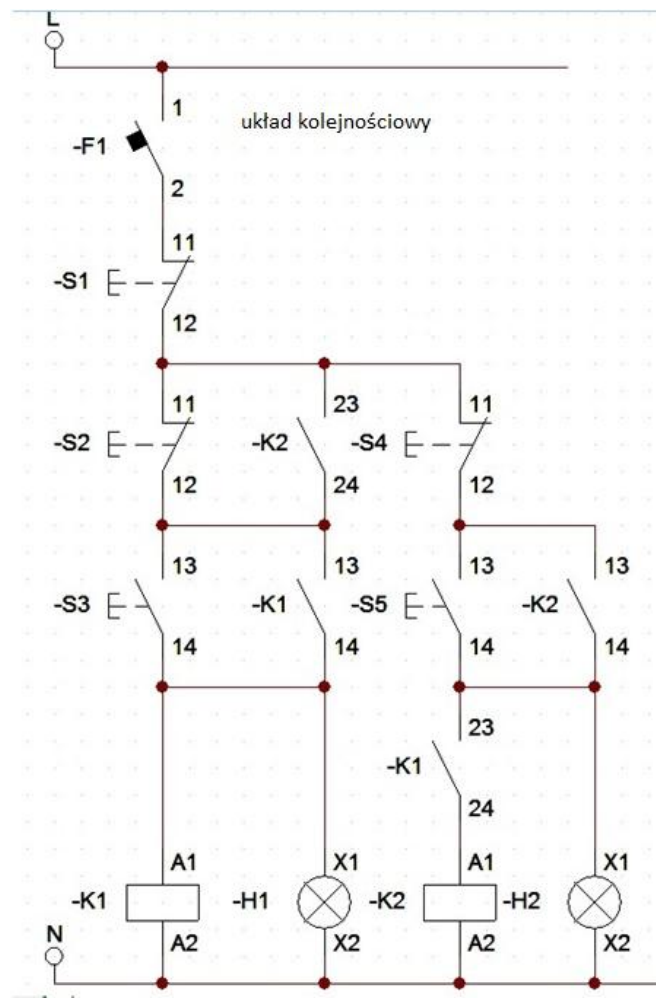 L
1
układ kolejnościowy
-F1
2
11
-S1
12
11 23 11
-S2 -K2 -S4
12 24 12
13 13 13 13
-S3 -K1 -S5 -K2
14 14 14 14
23
-K1
24
A1 X1 A1 X1
-K1 -H1 -K2 -H2
N A2 X2 A2 X2